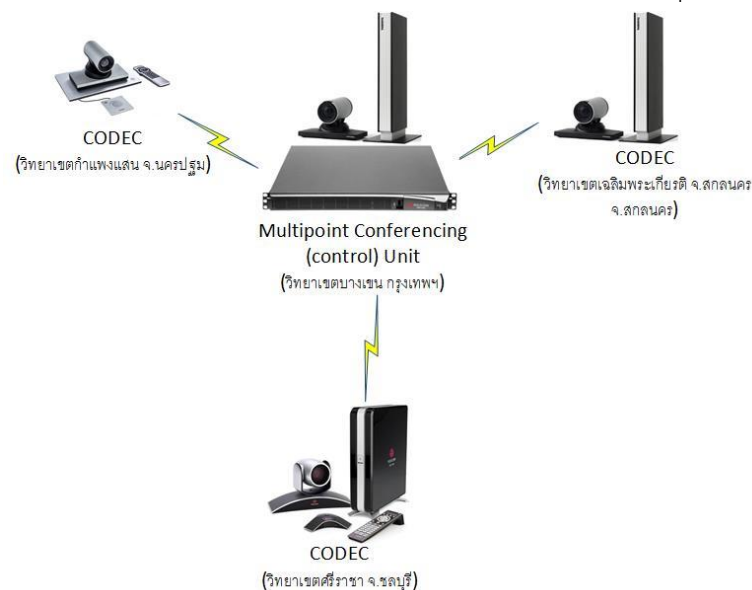 CODEC
(วิทยาเขตกำแพงแสน จ.นครปฐม)
CODEC
(วิทยาเขตเฉลิมพระเกียรติ จ.สกลนคร
จ.สกลนคร)
Multipoint Conferencing
(control) Unit
(วิทยาเขตบางเขน กรุงเทพฯ)
CODEC
(วิทยาเขตศรีราชา จ.ชลบุรี)